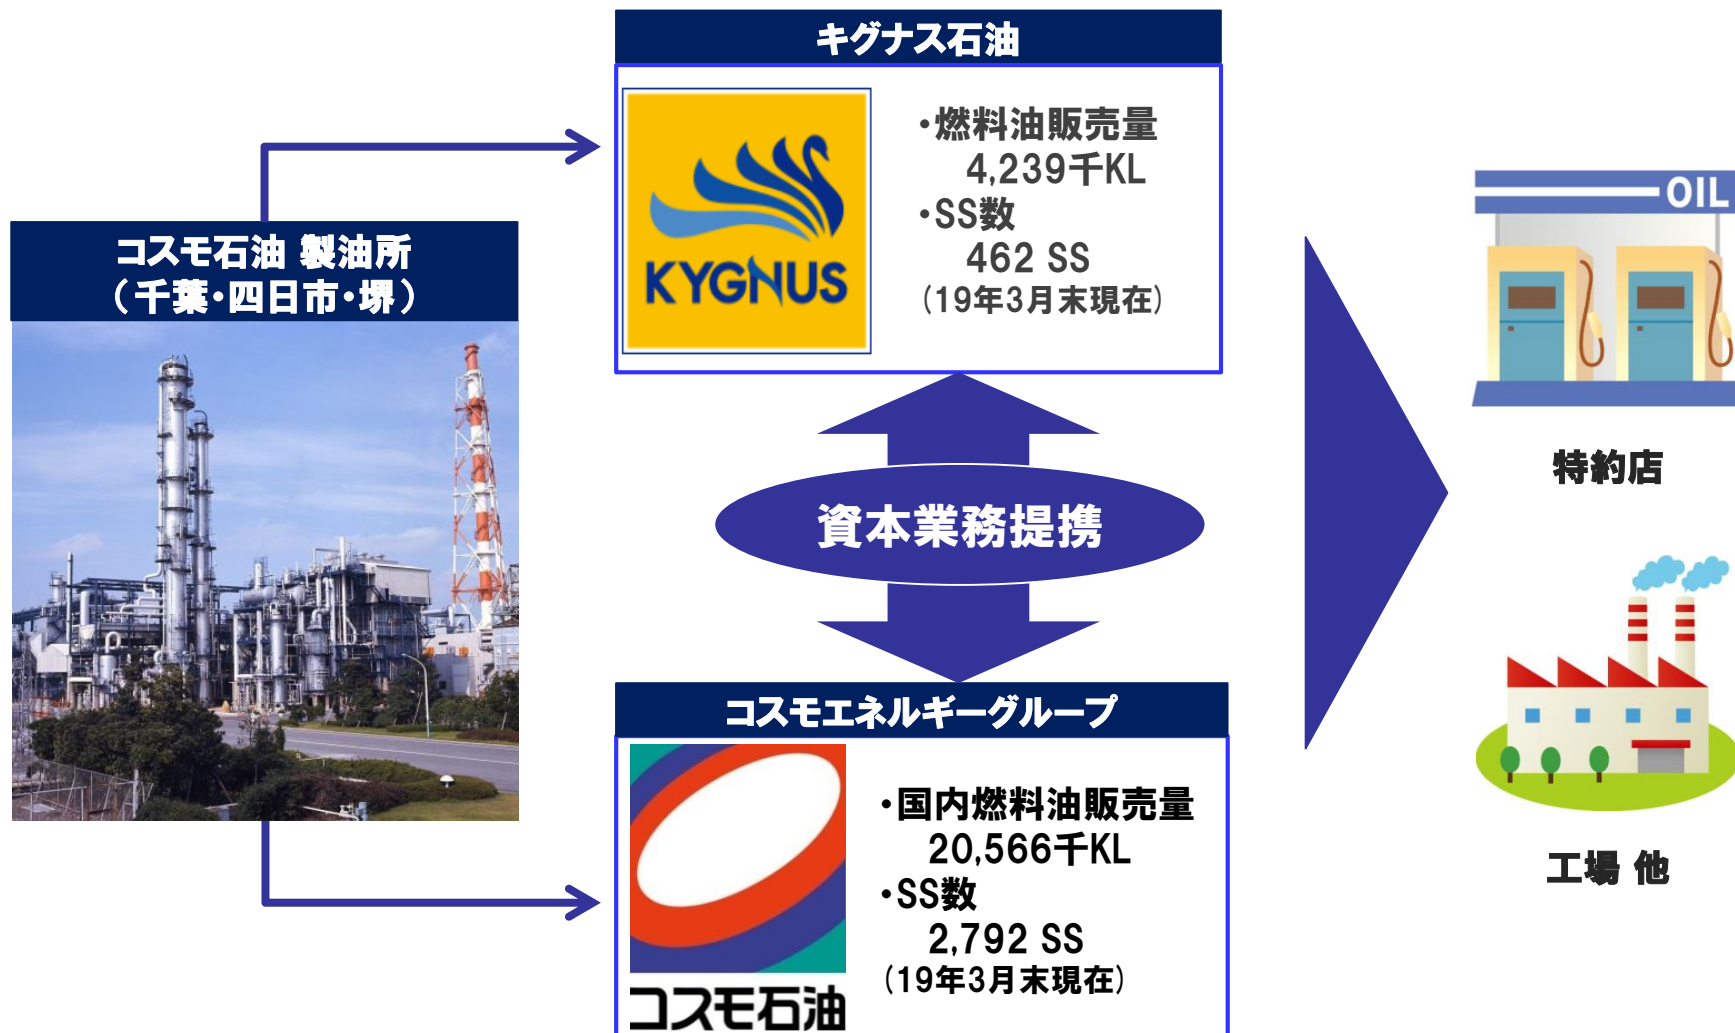 キグナス石油
KYGNUS
・燃料油販売量
4,239千KL
・SS数
462 SS
(19年3月末現在)
コスモ石油 製油所
(千葉・四日市・堺)
資本業務提携
コスモエネルギーグループ
コスモ石油
・国内燃料油販売量
20,566千KL
・SS数
2,792 SS
(19年3月末現在)
OIL
特約店
工場 他